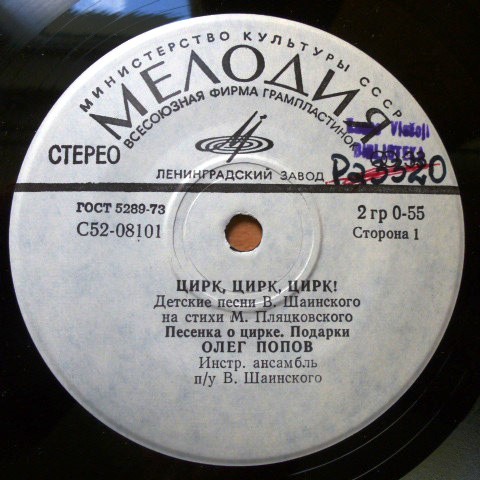 МИНИСТЕРСТВО КУЛЬТУРЫ СССР
МЕЛОДИЯ
ВСЕСОЮЗНАЯ ФИРМА ГРАМПЛАСТИНОК
СТЕРЕО
ЛЕНИНГРАДСКИЙ ЗАВОД
BIBLIOTEKA
ГОСТ 5289-73
2 гр 0-55
С52-08101
Сторона 1
ЦИРК, ЦИРК, ЦИРК!
Детские песни В. Шаинского
на стихи М. Пляцковского
Песенка о цирке. Подарки
ОЛЕГ ПОПОВ
Инстр. ансамбль
п/у В. Шаинского